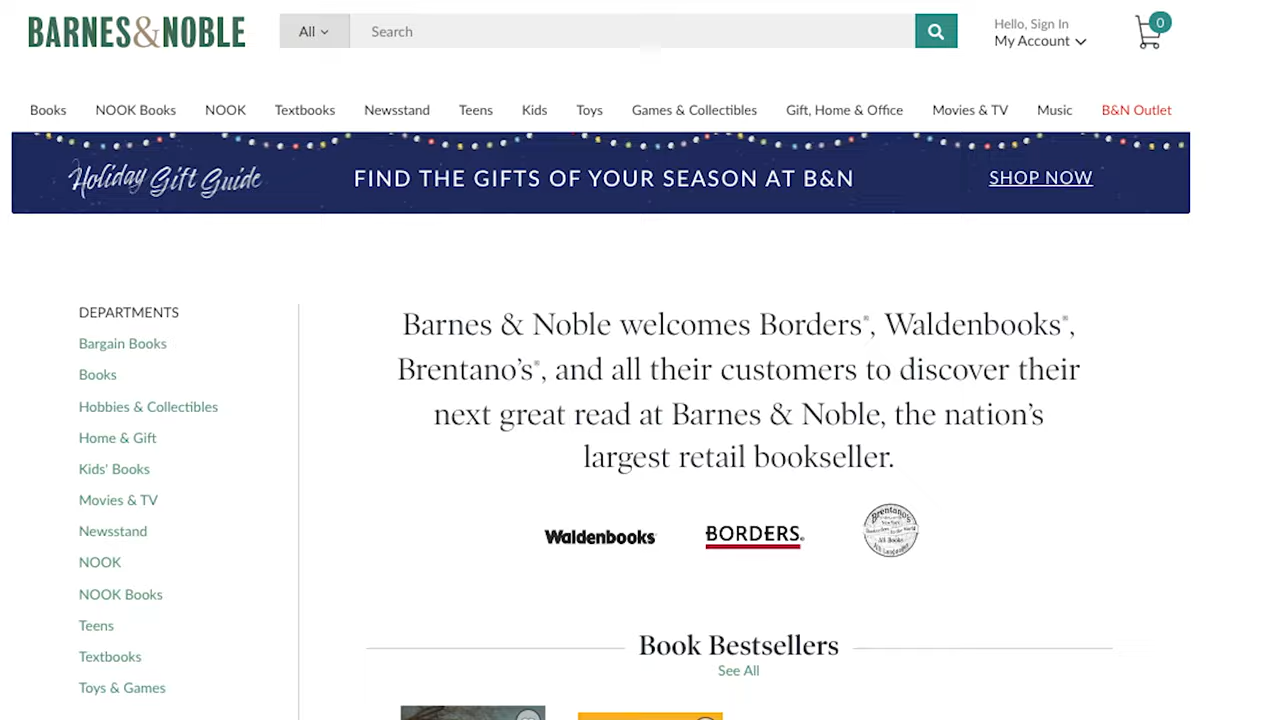 BARNES&NOBLE
All
Search
Hello, Sign In
My Account
0
Books NOOK Books NOOK Textbooks Newsstand Teens Kids Toys Games & Collectibles Gift, Home & Office Movies & TV Music B&N Outlet
Holiday Gift Guide FIND THE GIFTS OF YOUR SEASON AT B&N SHOP NOW
DEPARTMENTS
Bargain Books
Books
Hobbies & Collectibles
Home & Gift
Kids' Books
Movies & TV
Newsstand
NOOK
NOOK Books
Teens
Textbooks
Toys & Games
Barnes & Noble welcomes Borders®, Waldenbooks®,
Brentano’s®, and all their customers to discover their
next great read at Barnes & Noble, the nation’s
largest retail bookseller.
Waldenbooks BORDERS® Brentano's
All Books
Book Bestsellers
See All